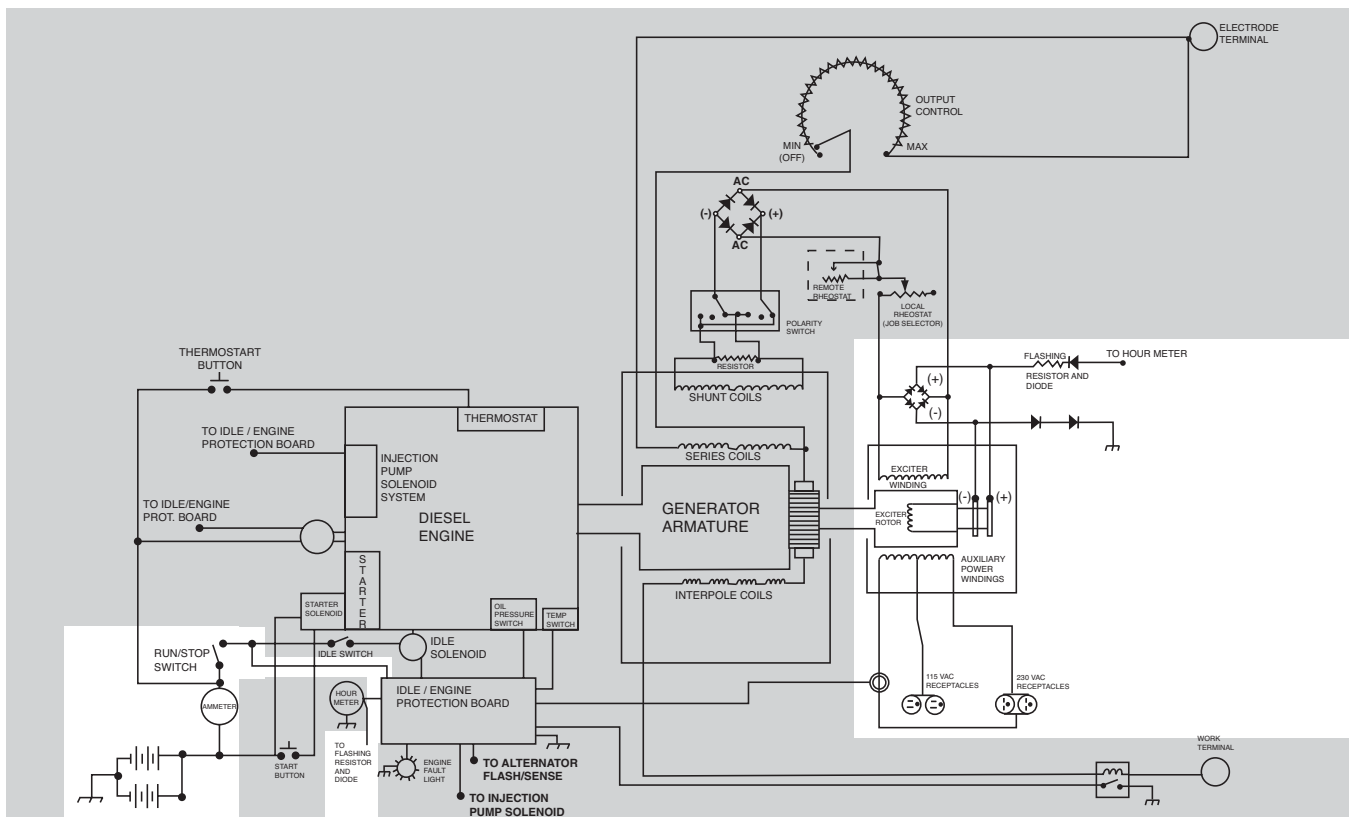 ELECTRODE
TERMINAL
OUTPUT
CONTROL
MIN
(OFF)
MAX
AC
(-)
(+)
AC
REMOTE
RHEOSTAT
LOCAL
RHEOSTAT
(JOB SELECTOR)
POLARITY
SWITCH
RESISTOR
SHUNT COILS
THERMOSTART
BUTTON
THERMOSTAT
FLASHING
RESISTOR AND
DIODE
TO HOUR METER
(+)
(-)
TO IDLE / ENGINE
PROTECTION BOARD
INJECTION
PUMP
SOLENOID
SYSTEM
SERIES COILS
EXCITER
WINDING
TO IDLE/ENGINE
PROT. BOARD
DIESEL
ENGINE
GENERATOR
ARMATURE
EXCITER
ROTOR
(-)
(+)
STARTER
AUXILIARY
POWER
WINDINGS
INTERPOLE COILS
STARTER
SOLENOID
OIL
PRESSURE
SWITCH
TEMP
SWITCH
RUN/STOP
SWITCH
IDLE SWITCH
IDLE
SOLENOID
AMMETER
HOUR
METER
IDLE / ENGINE
PROTECTION BOARD
115 VAC
RECEPTACLES
230 VAC
RECEPTACLES
START
BUTTON
TO
FLASHING
RESISTOR
AND
DIODE
ENGINE
FAULT
LIGHT
TO ALTERNATOR
FLASH/SENSE
TO INJECTION
PUMP SOLENOID
WORK
TERMINAL